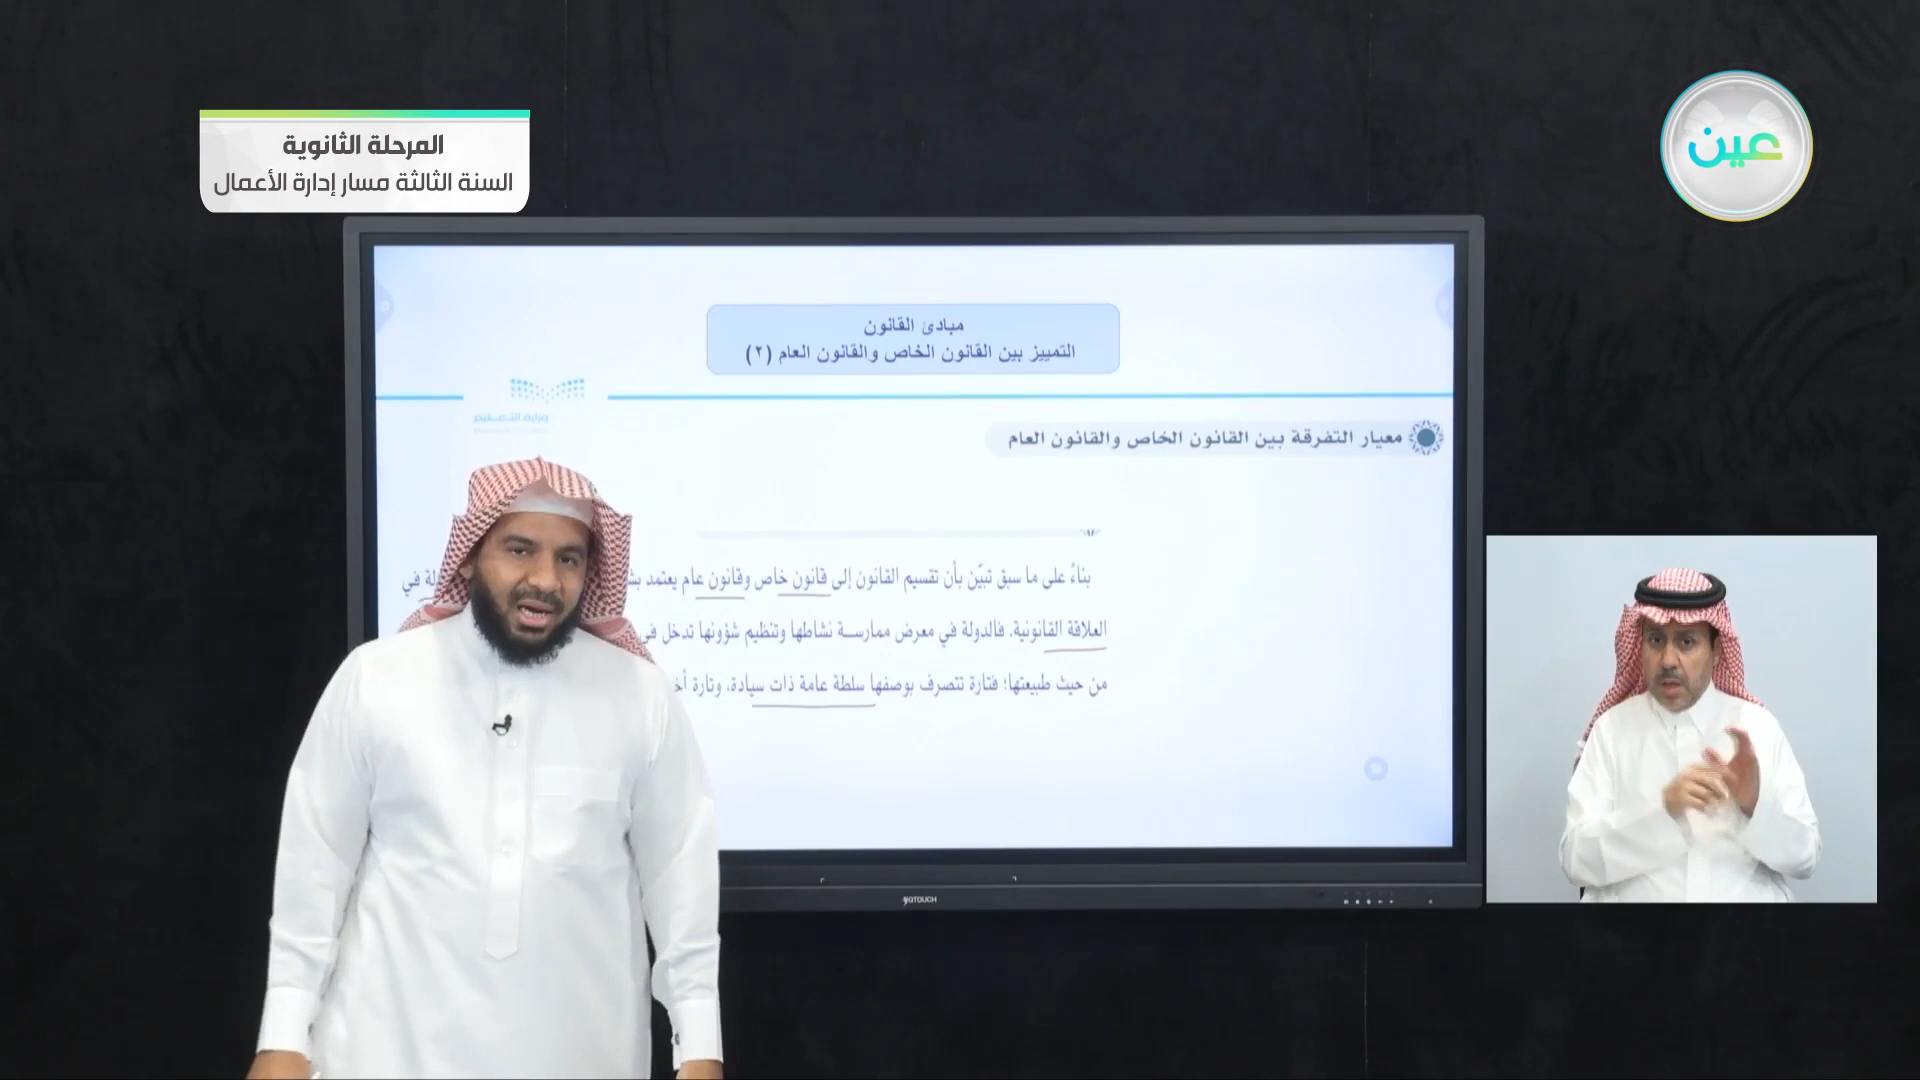 المرحلة الثانوية
السنة الثالثة مسار إدارة الأعمال
عين
مبادئ القانون
التمييز بين القانون الخاص والقانون العام (٢)
وزارة التعليم
معيار التفرقة بين القانون الخاص والقانون العام
بناءً على ما سبق تبيّن بأن تقسيم القانون إلى قانون خاص وقانون عام يعتمد في
العلاقة القانونية. فالدولة في معرض ممارسة نشاطها وتنظيم شؤونها تدخل في
من حيث طبيعتها؛ فتارة تتصرف بوصفها سلطة عامة ذات سيادة، وتارة